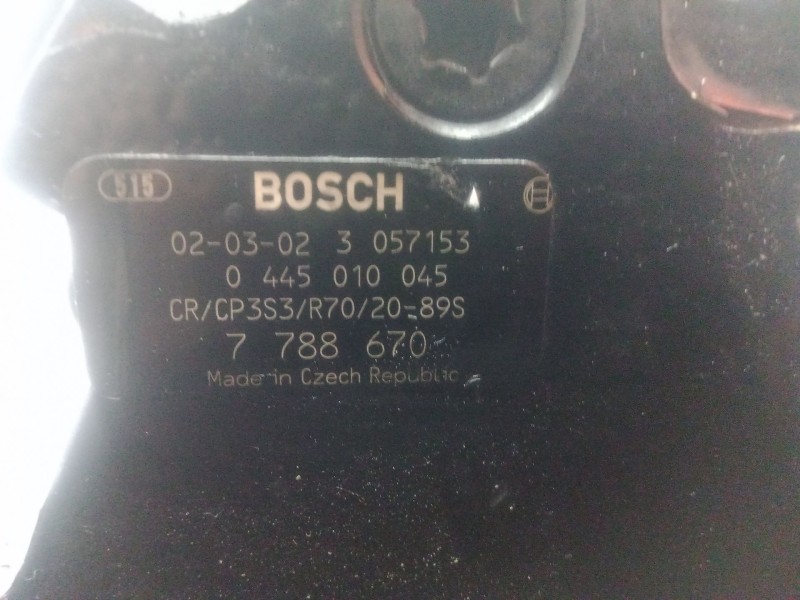 515 BOSCH
02-03-02 3 057153
0 445 010 045
CR/CP3S3/R70/20-89S
7 788 670
Made in Czech Republic